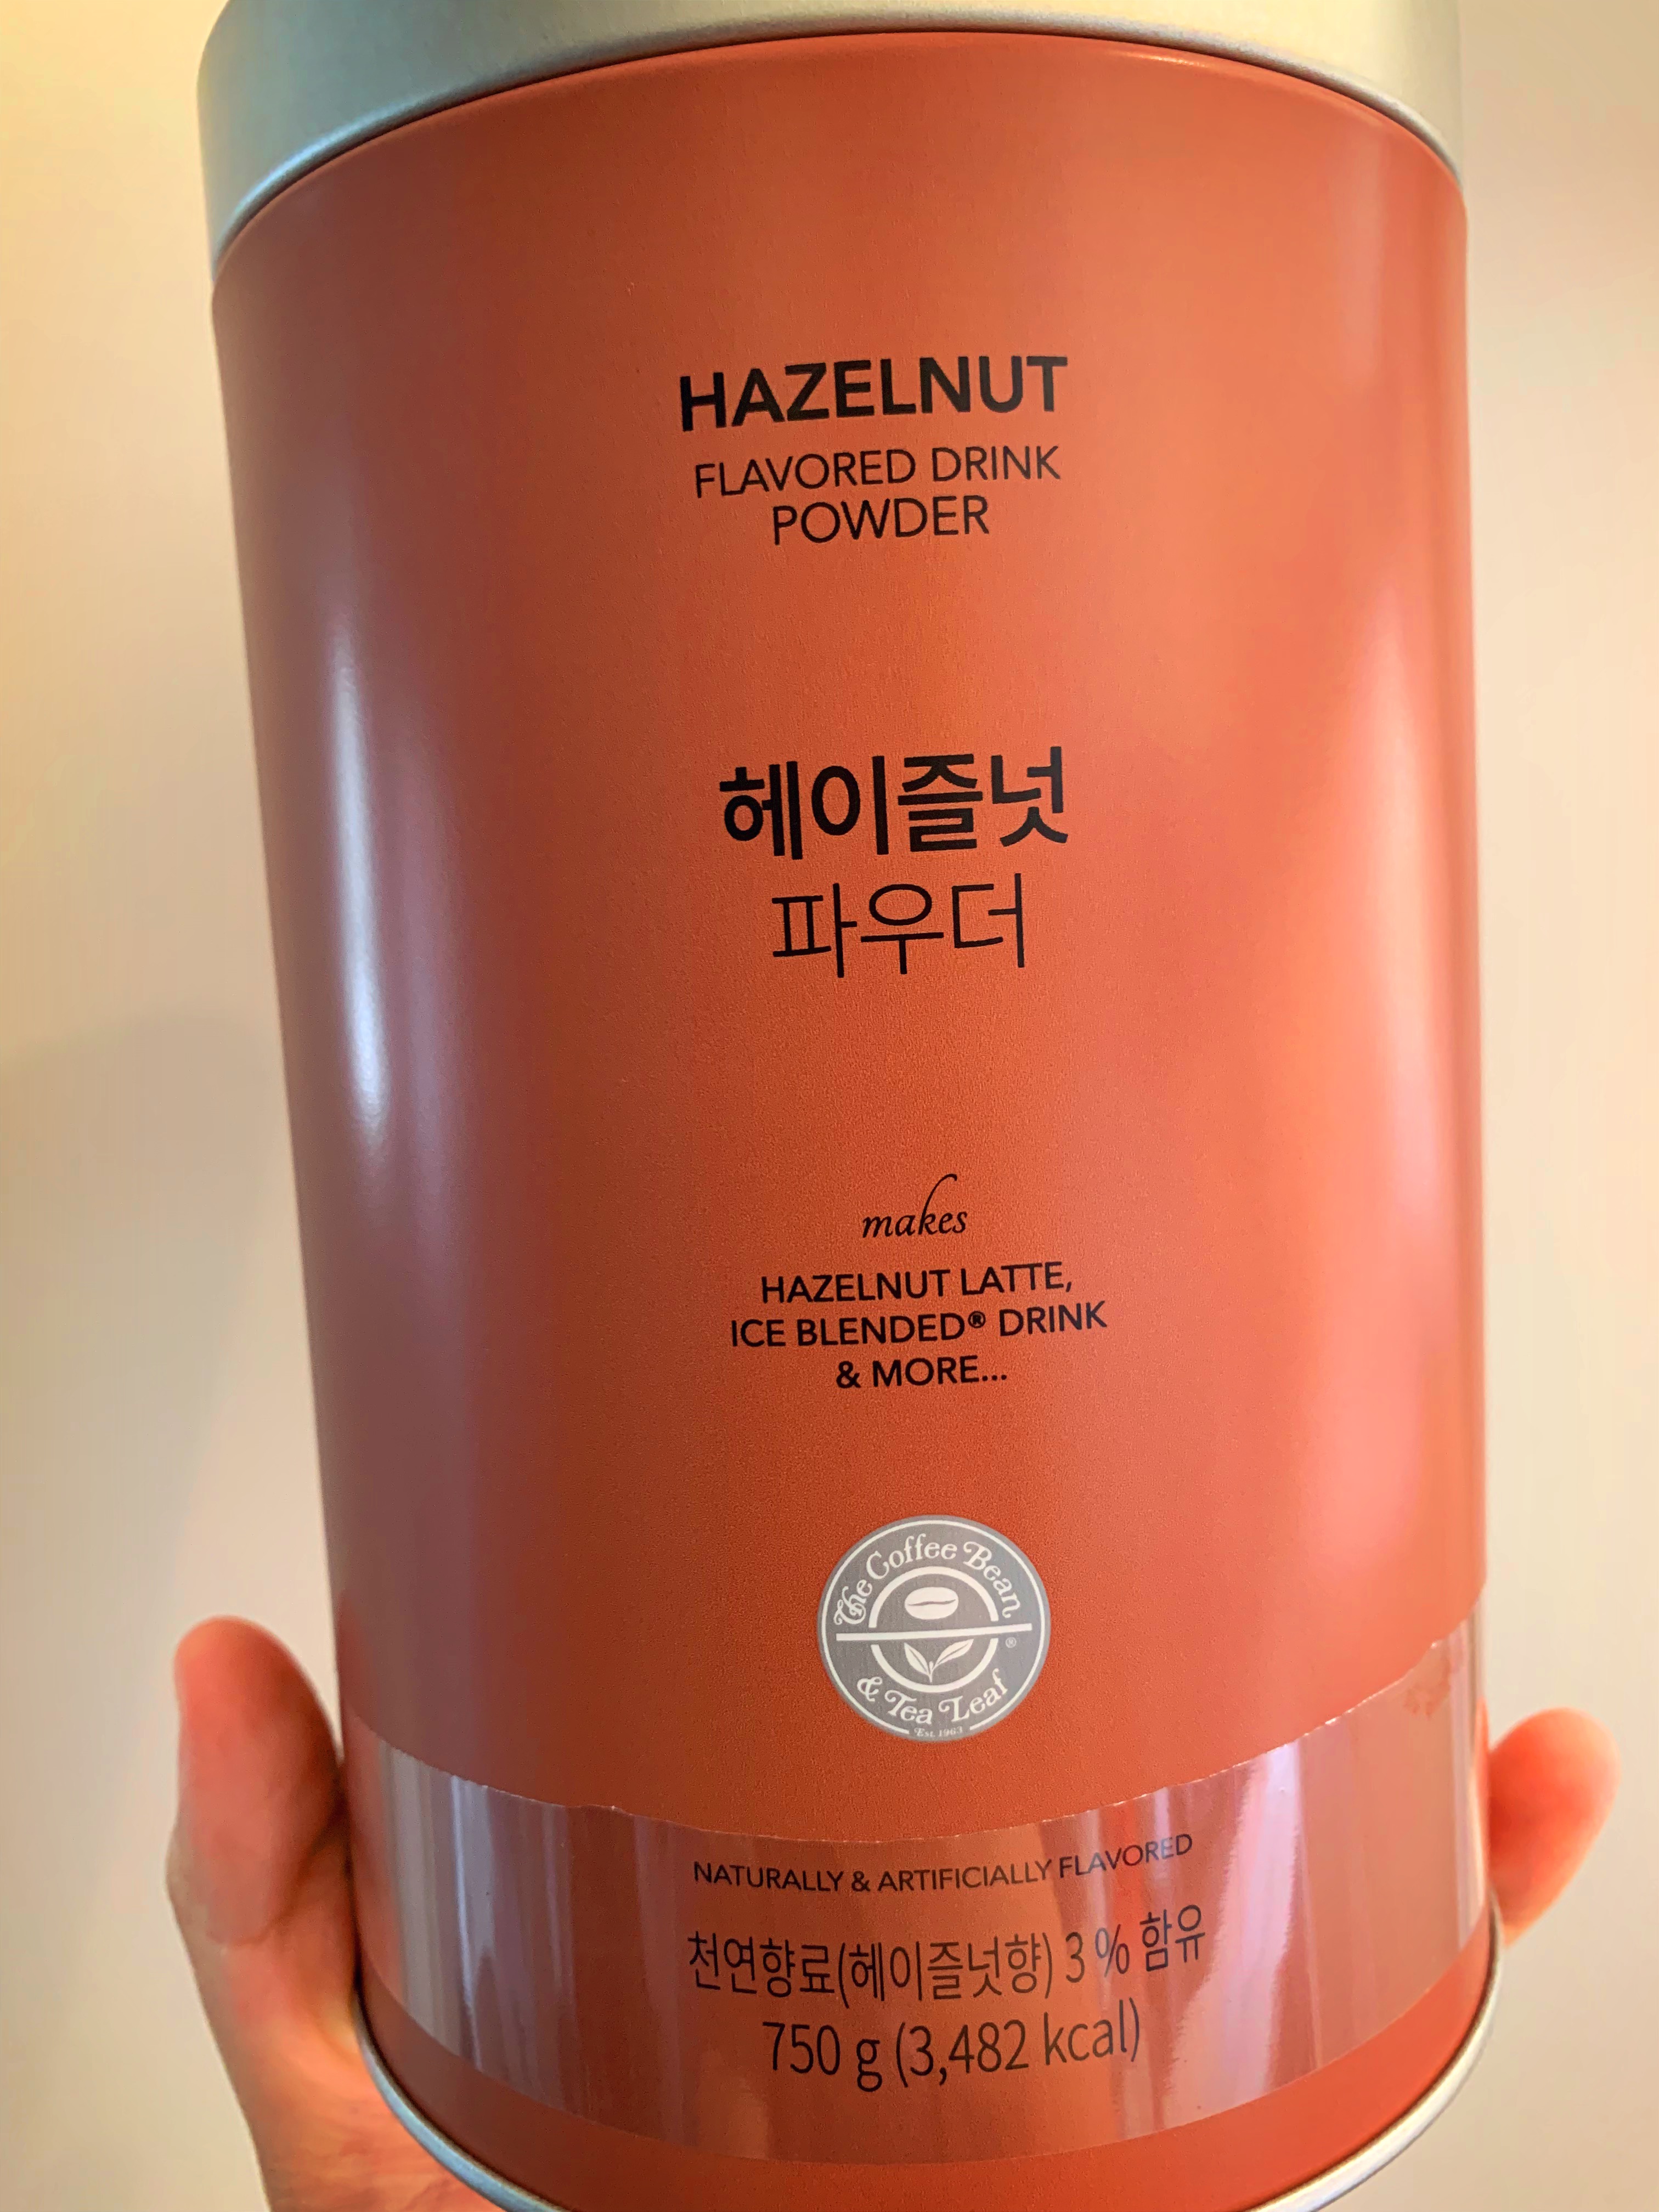 HAZELNUT
FLAVORED DRINK
POWDER
헤이즐넛
파우더
makes
HAZELNUT LATTE,
ICE BLENDED® DRINK
& MORE...
The Coffee Bean
& Tea Leaf ®
Est. 1963
NATURALLY & ARTIFICIALLY FLAVORED
천연향료(헤이즐넛향) 3 % 함유
750 g (3,482 kcal)